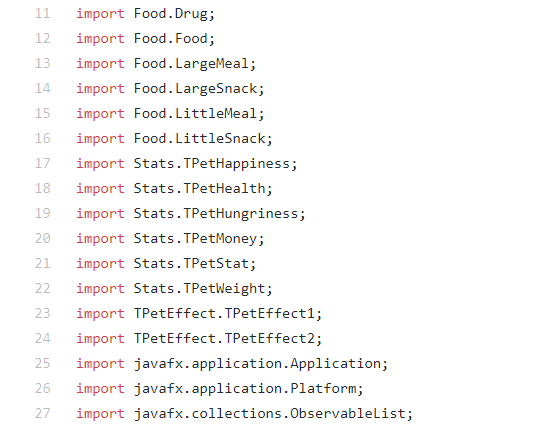 11 import Food.Drug;
12 import Food.Food;
13 import Food.LargeMeal;
14 import Food.LargeSnack;
15 import Food.LittleMeal;
16 import Food.LittleSnack;
17 import Stats.TPetHappiness;
18 import Stats.TPetHealth;
19 import Stats.TPetHungriness;
20 import Stats.TPetMoney;
21 import Stats.TPetStat;
22 import Stats.TPetWeight;
23 import TPetEffect.TPetEffect1;
24 import TPetEffect.TPetEffect2;
25 import javafx.application.Application;
26 import javafx.application.Platform;
27 import javafx.collections.ObservableList;